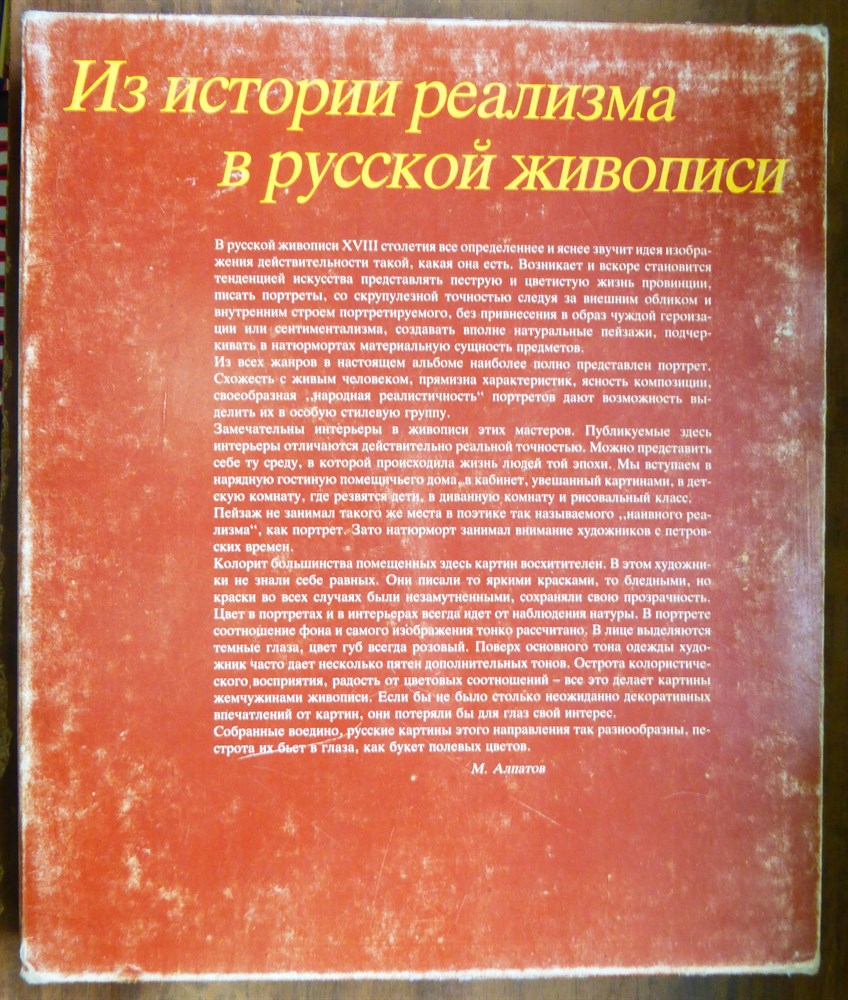 Из истории реализма
в русской живописи
В русской живописи XVIII столетия все определеннее и яснее звучит идея изобра-
жения действительности такой, какая она есть. Возникает и вскоре становится
тенденцией искусства представлять пеструю и цветистую жизнь провинции,
писать портреты, со скрупулезной точностью следуя за внешним обликом и
внутренним строем портретируемого, без привнесения в образ чуждой героиза-
ции или сентиментализма, создавать вполне натуральные пейзажи, подчер-
кивать в натюрмортах материальную сущность предметов.
Из всех жанров в настоящем альбоме наиболее полно представлен портрет.
Схожесть с живым человеком, прямизна характеристик, ясность композиции,
своеобразная „народная реалистичность“ портретов дают возможность вы-
делить их в особую стилевую группу.
Замечательны интерьеры в живописи этих мастеров. Публикуемые здесь
интерьеры отличаются действительно реальной точностью. Можно представить
себе ту среду, в которой происходила жизнь людей той эпохи. Мы вступаем в
нарядную гостиную помещичьего дома, в кабинет, увешанный картинами, в дет-
скую комнату, где резвятся дети, в диванную комнату и рисовальный класс.
Пейзаж не занимал такого же места в поэтике так называемого „наивного реа-
лизма“, как портрет. Зато натюрморт занимал внимание художников с петров-
ских времен.
Колорит большинства помещенных здесь картин восхитителен. В этом художни-
ки не знали себе равных. Они писали то яркими красками, то бледными, но
краски во всех случаях были незамутненными, сохраняли свою прозрачность.
Цвет в портретах и в интерьерах всегда идет от наблюдения натуры. В портрете
соотношение фона и самого изображения тонко рассчитано. В лице выделяются
темные глаза, цвет губ всегда розовый. Поверх основного тона одежды худо-
жник часто дает несколько пятен дополнительных тонов. Острота колористиче-
ского восприятия, радость от цветовых соотношений – все это делает картины
жемчужинами живописи. Если бы не было столько неожиданно декоративных
впечатлений от картин, они потеряли бы для глаз свой интерес.
Собранные воедино, русские картины этого направления так разнообразны, пе-
строта их бьет в глаза, как букет полевых цветов.
М. Алпатов